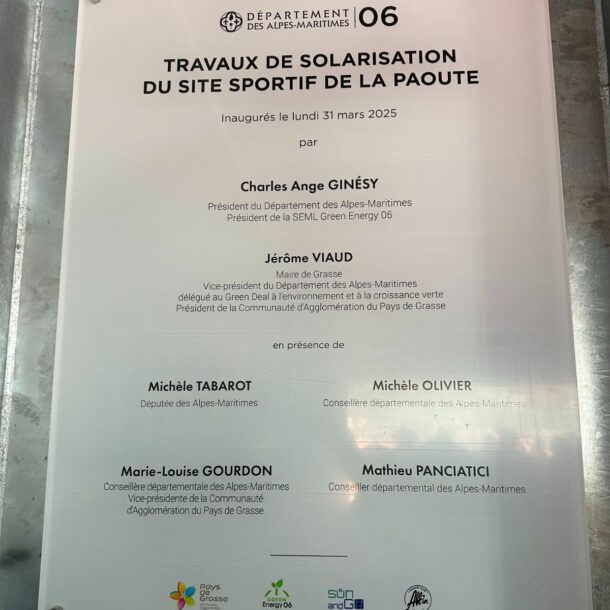 DÉPARTEMENT
DES ALPES-MARITIMES
06
TRAVAUX DE SOLARISATION
DU SITE SPORTIF DE LA PAOUTE
Inaugurés le lundi 31 mars 2025
par
Charles Ange GINÉSY
Président du Département des Alpes-Maritimes
Président de la SEML Green Energy 06
Jérôme VIAUD
Maire de Grasse
Vice-président du Département des Alpes-Maritimes
délégué au Green Deal à l'environnement et à la croissance verte
Président de la Communauté d'Agglomération du Pays de Grasse
en présence de
Michèle TABAROT
Députée des Alpes-Maritimes
Michèle OLIVIER
Conseillère départementale des Alpes-Maritimes
Marie-Louise GOURDON
Conseillère départementale des Alpes-Maritimes
Vice-présidente de la Communauté
d'Agglomération du Pays de Grasse
Mathieu PANCIATICI
Conseiller départemental des Alpes-Maritimes
Pays
de
Grasse
GREEN
Energy 06
sün
andGO